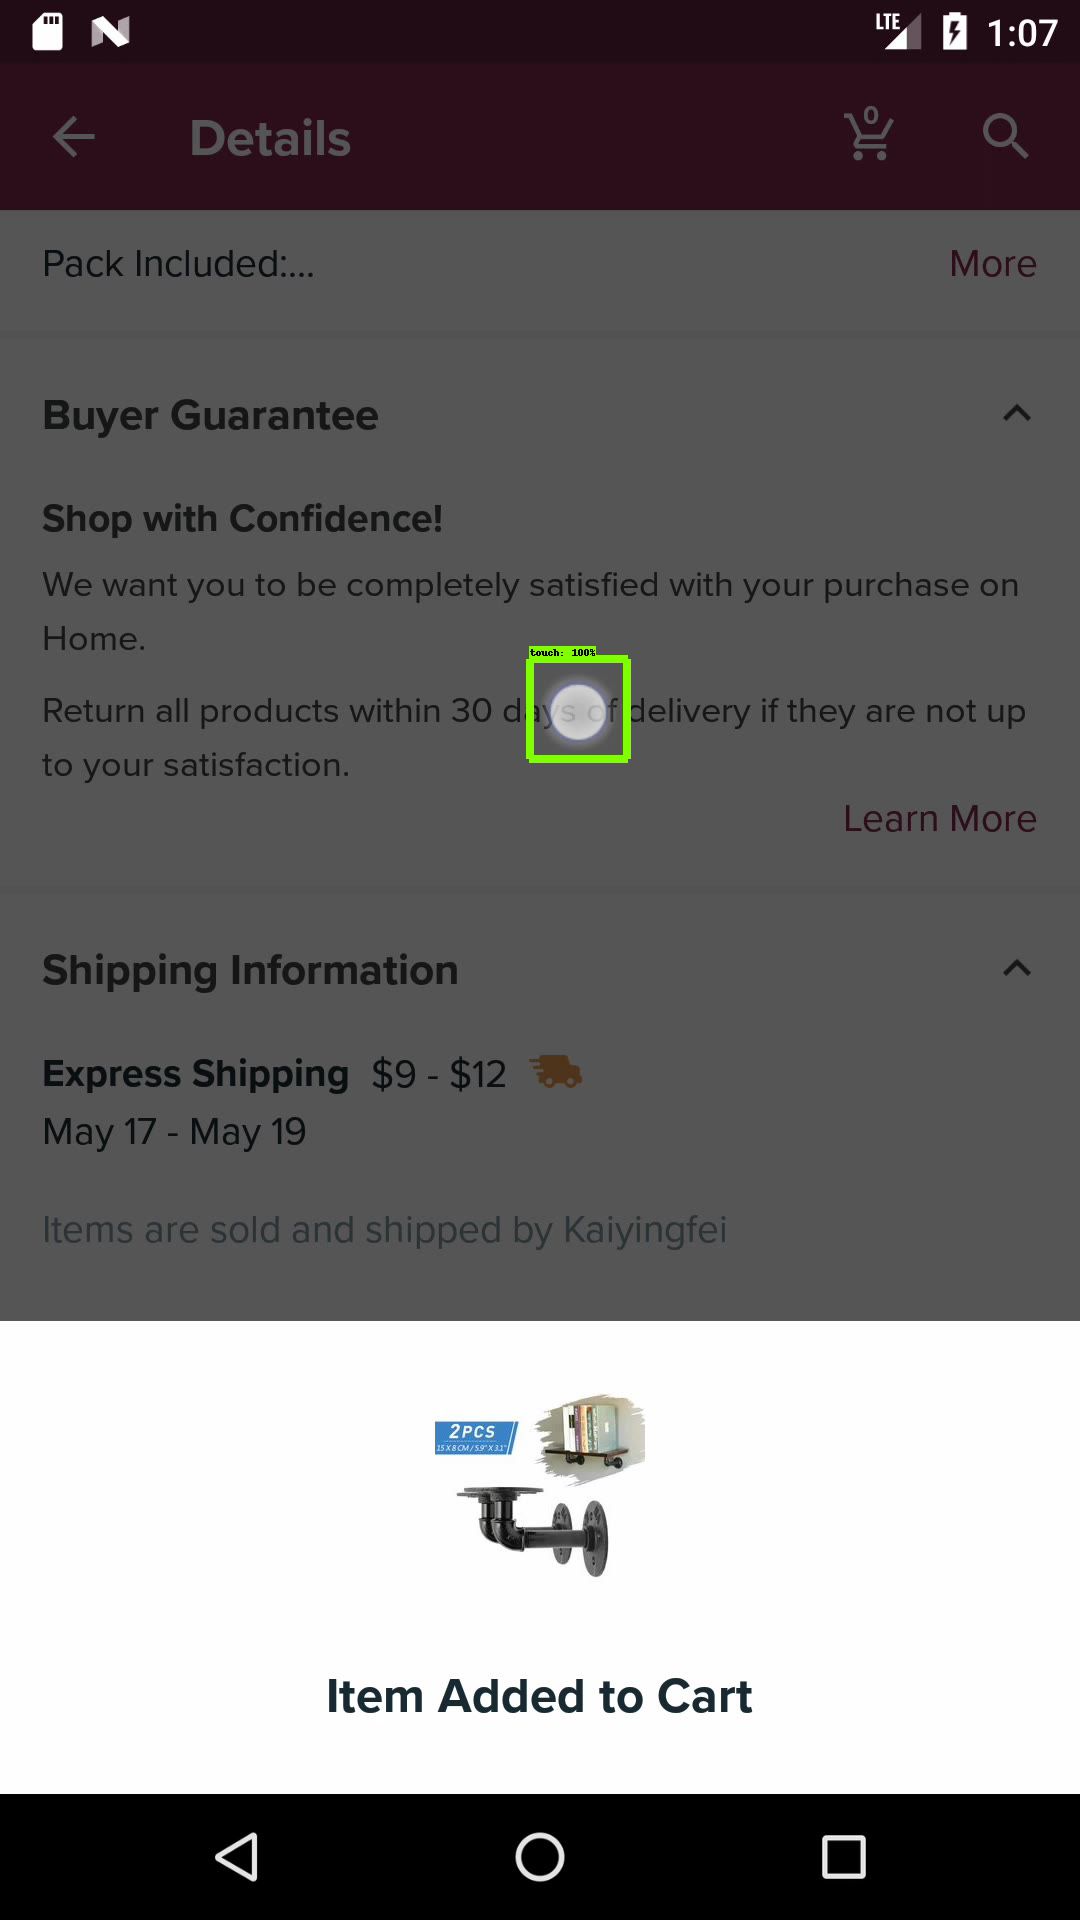 LTE 1:07
Details 0
Pack Included:... More
Buyer Guarantee
Shop with Confidence!
We want you to be completely satisfied with your purchase on
Home.
touch: 100%
Return all products within 30 days of delivery if they are not up
to your satisfaction.
Learn More
Shipping Information
Express Shipping $9 - $12
May 17 - May 19
Items are sold and shipped by Kaiyingfei
2PCS
15 X 8 CM / 5.9" X 3.1"
Item Added to Cart